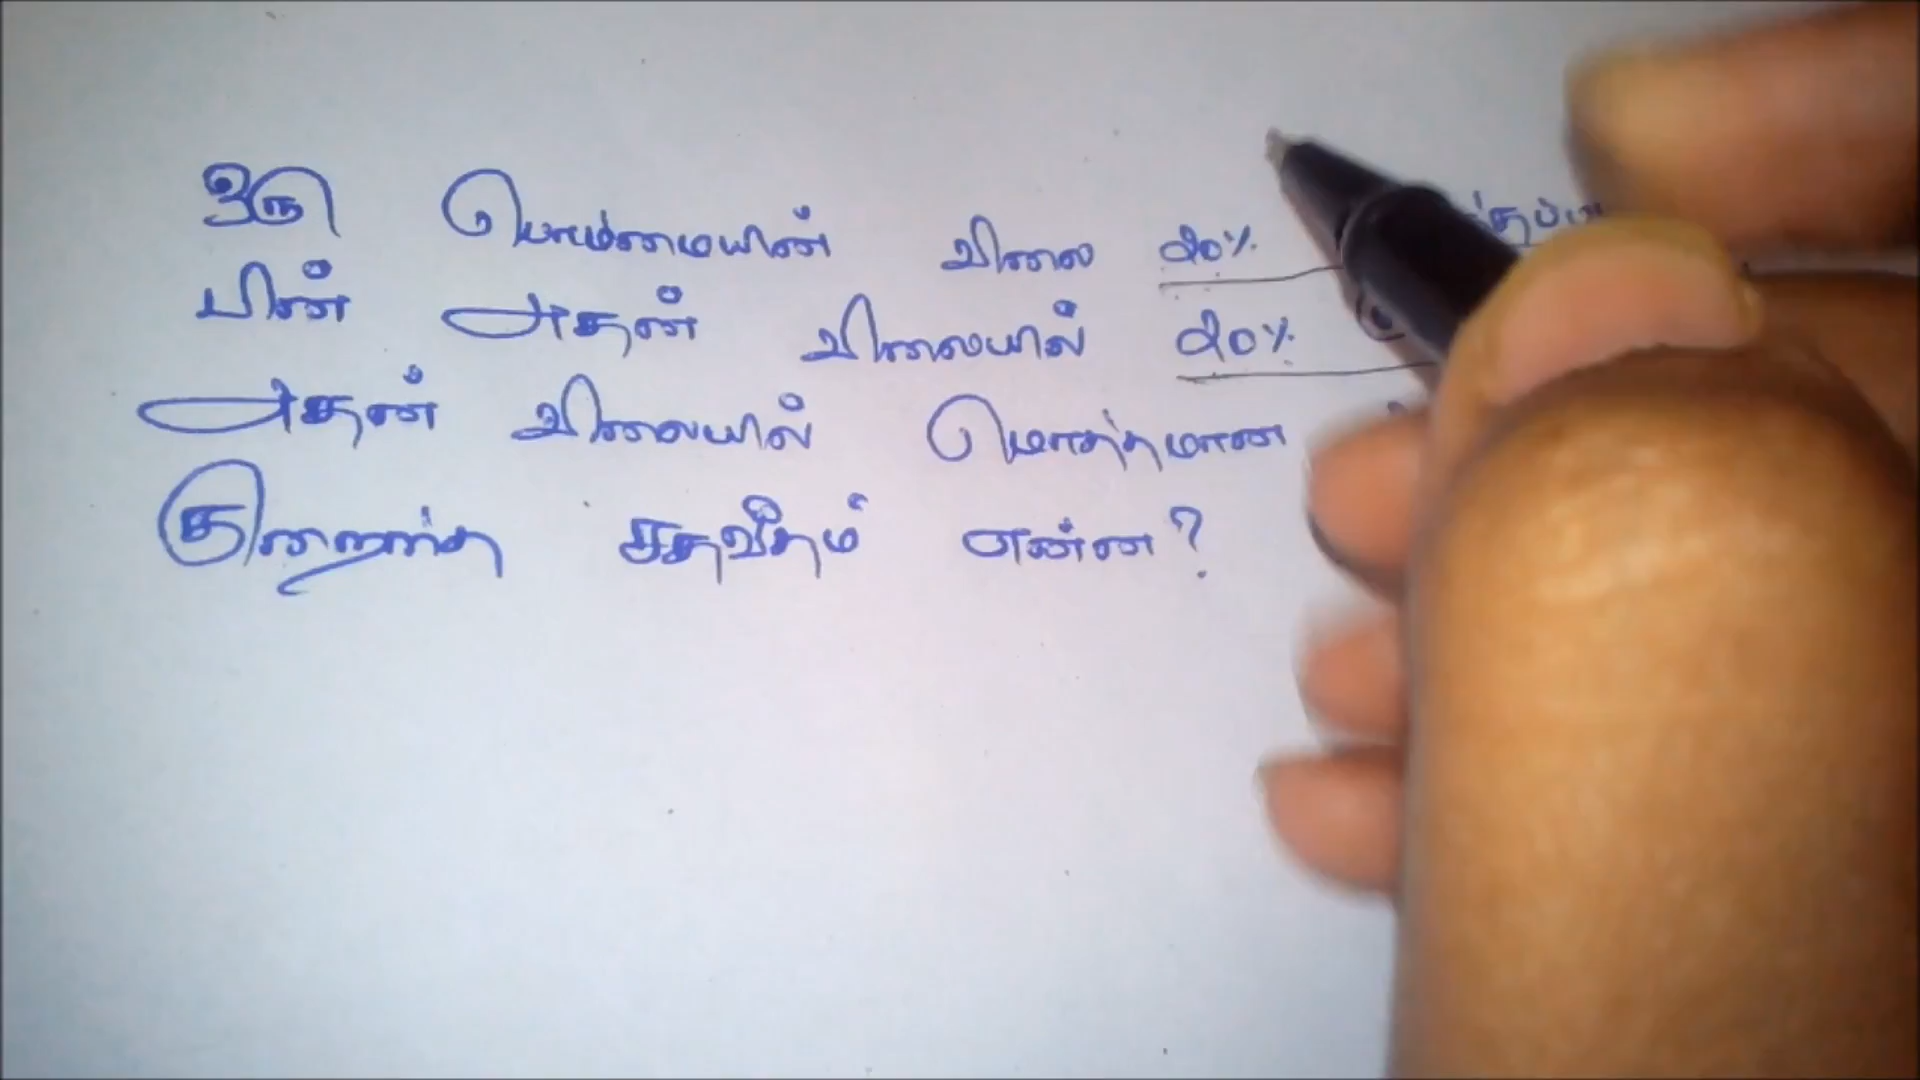 ஒரு பொம்மையின் விலை 20%
பின் அதன் விலையில் 20%
அதன் விலையில் மொத்தமான
குறைந்த சதவீதம் என்ன?